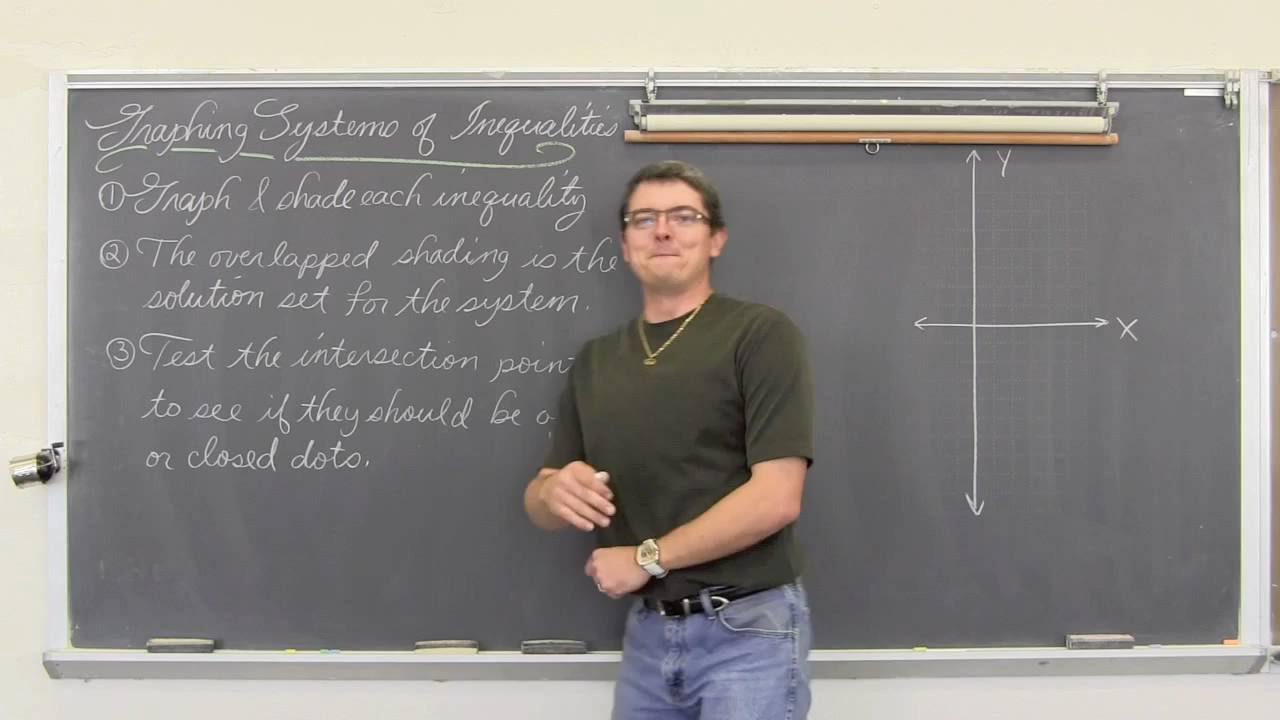 Graphing Systems of Inequalities
① Graph & shade each inequality
② The overlapped shading is the
solution set for the system.
③ Test the intersection poin
to see if they should be o
or closed dots.
Y
X